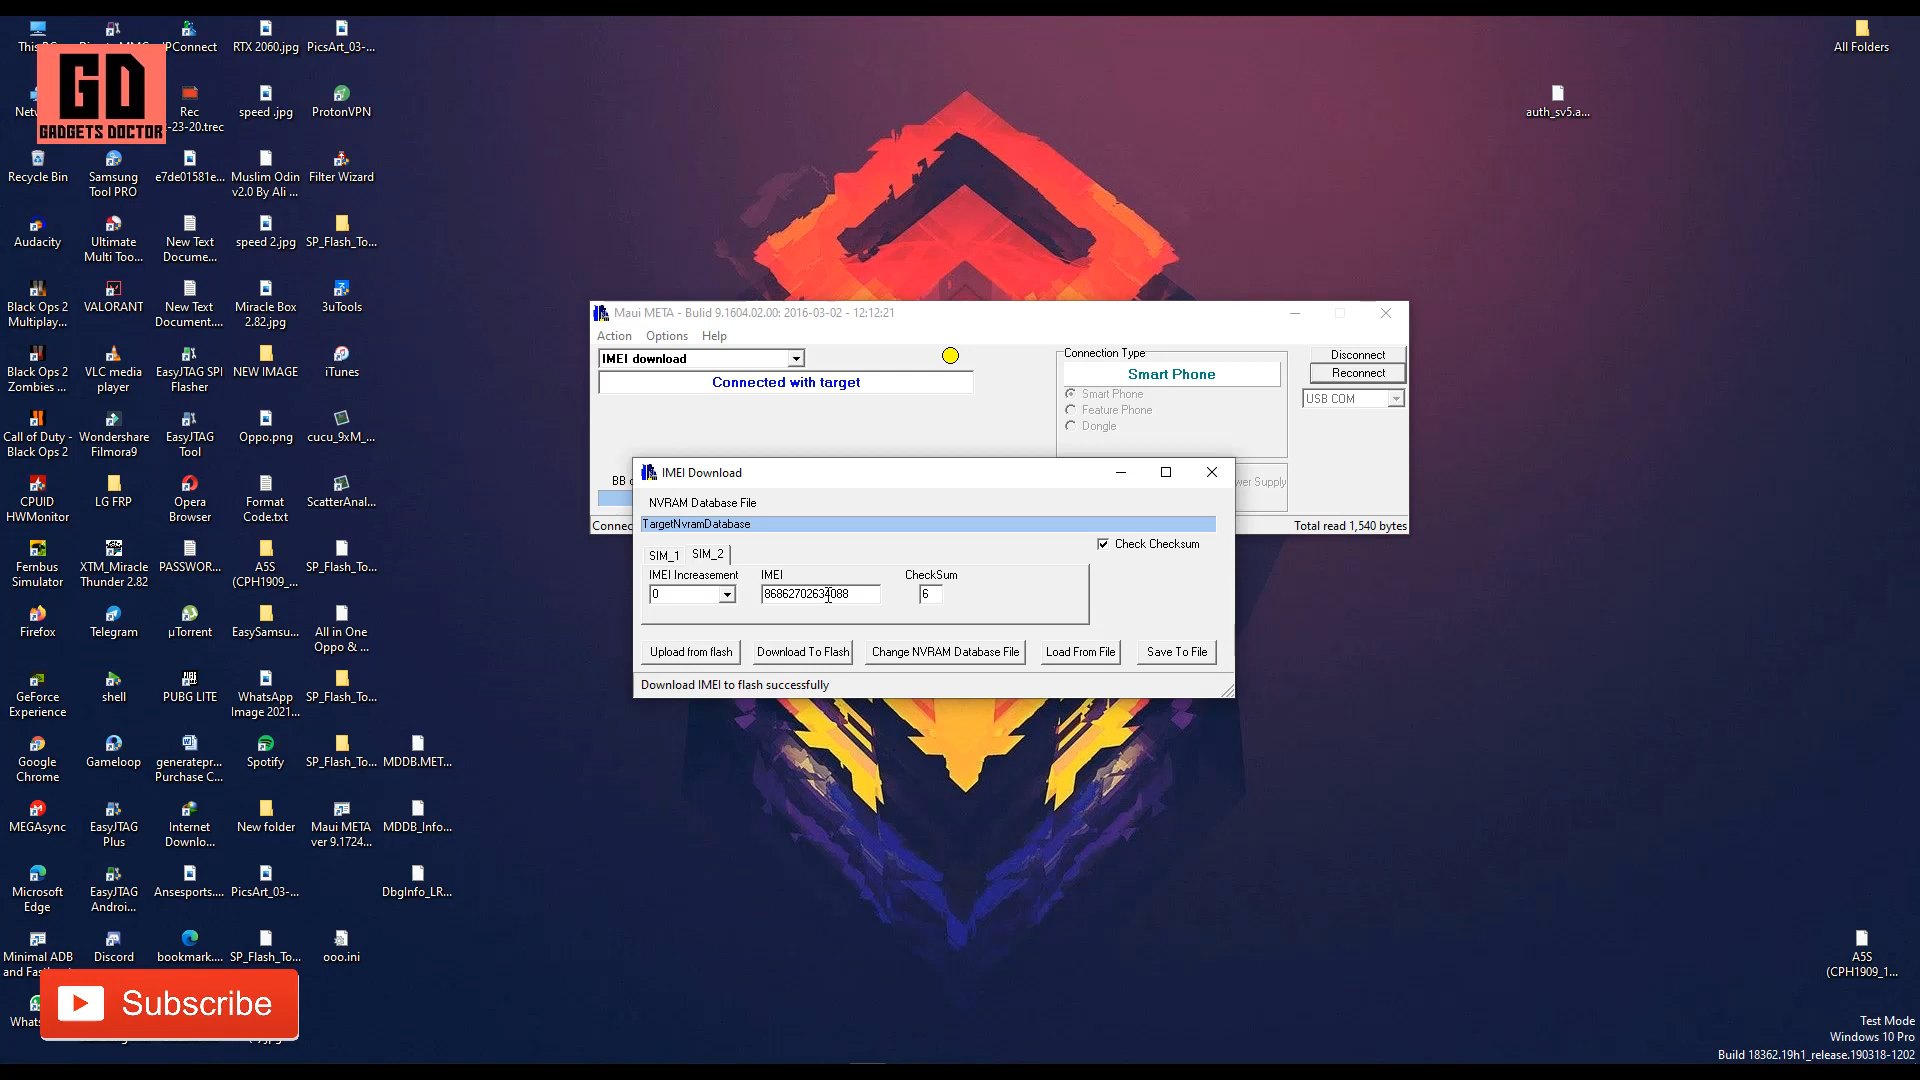 This
PConnect
RTX 2060.jpg
PicsArt_03-...
All Folders
GD
GADGETS DOCTOR
Rec
-23-20.trec
speed .jpg
ProtonVPN
auth_sv5.a...
Recycle Bin
Samsung
Tool PRO
e7de01581e...
Muslim Odin
v2.0 By Ali ...
Filter Wizard
Audacity
Ultimate
Multi Too...
New Text
Docume...
speed 2.jpg
SP_Flash_To...
Black Ops 2
Multiplay...
VALORANT
New Text
Document....
Miracle Box
2.82.jpg
3uTools
Black Ops 2
Zombies ...
VLC media
player
EasyJTAG SPI
Flasher
NEW IMAGE
iTunes
Call of Duty -
Black Ops 2
Wondershare
Filmora9
EasyJTAG
Tool
Oppo.png
cucu_9xM_...
CPUID
HWMonitor
LG FRP
Opera
Browser
Format
Code.txt
ScatterAnal...
Fernbus
Simulator
XTM_Miracle
Thunder 2.82
PASSWOR...
A5S
(CPH1909_...
SP_Flash_To...
Firefox
Telegram
µTorrent
EasySamsu...
All in One
Oppo & ...
GeForce
Experience
shell
PUBG LITE
WhatsApp
Image 2021...
SP_Flash_To...
Google
Chrome
Gameloop
generatepr...
Purchase C...
Spotify
SP_Flash_To...
MDDB.MET...
MEGAsync
EasyJTAG
Plus
Internet
Downlo...
New folder
Maui META
ver 9.1724...
MDDB_Info...
Microsoft
Edge
EasyJTAG
Androi...
Ansesports....
PicsArt_03-...
DbgInfo_LR...
Minimal ADB
Discord
bookmark....
SP_Flash_To...
ooo.ini
Subscribe
Maui META - Bulid 9.1604.02.00: 2016-03-02 - 12:12:21
Action Options Help
IMEI download
Connected with target
Connection Type
Smart Phone
Smart Phone
Feature Phone
Dongle
Disconnect
Reconnect
USB COM
BB
wer Supply
Connec
Total read 1,540 bytes
IMEI Download
NVRAM Database File
TargetNvramDatabase
Check Checksum
SIM_1 SIM_2
IMEI Increasement IMEI CheckSum
0 86862702634088 6
Upload from flash Download To Flash Change NVRAM Database File Load From File Save To File
Download IMEI to flash successfully
A5S
(CPH1909_1...
Test Mode
Windows 10 Pro
Build 18362.19h1_release.190318-1202